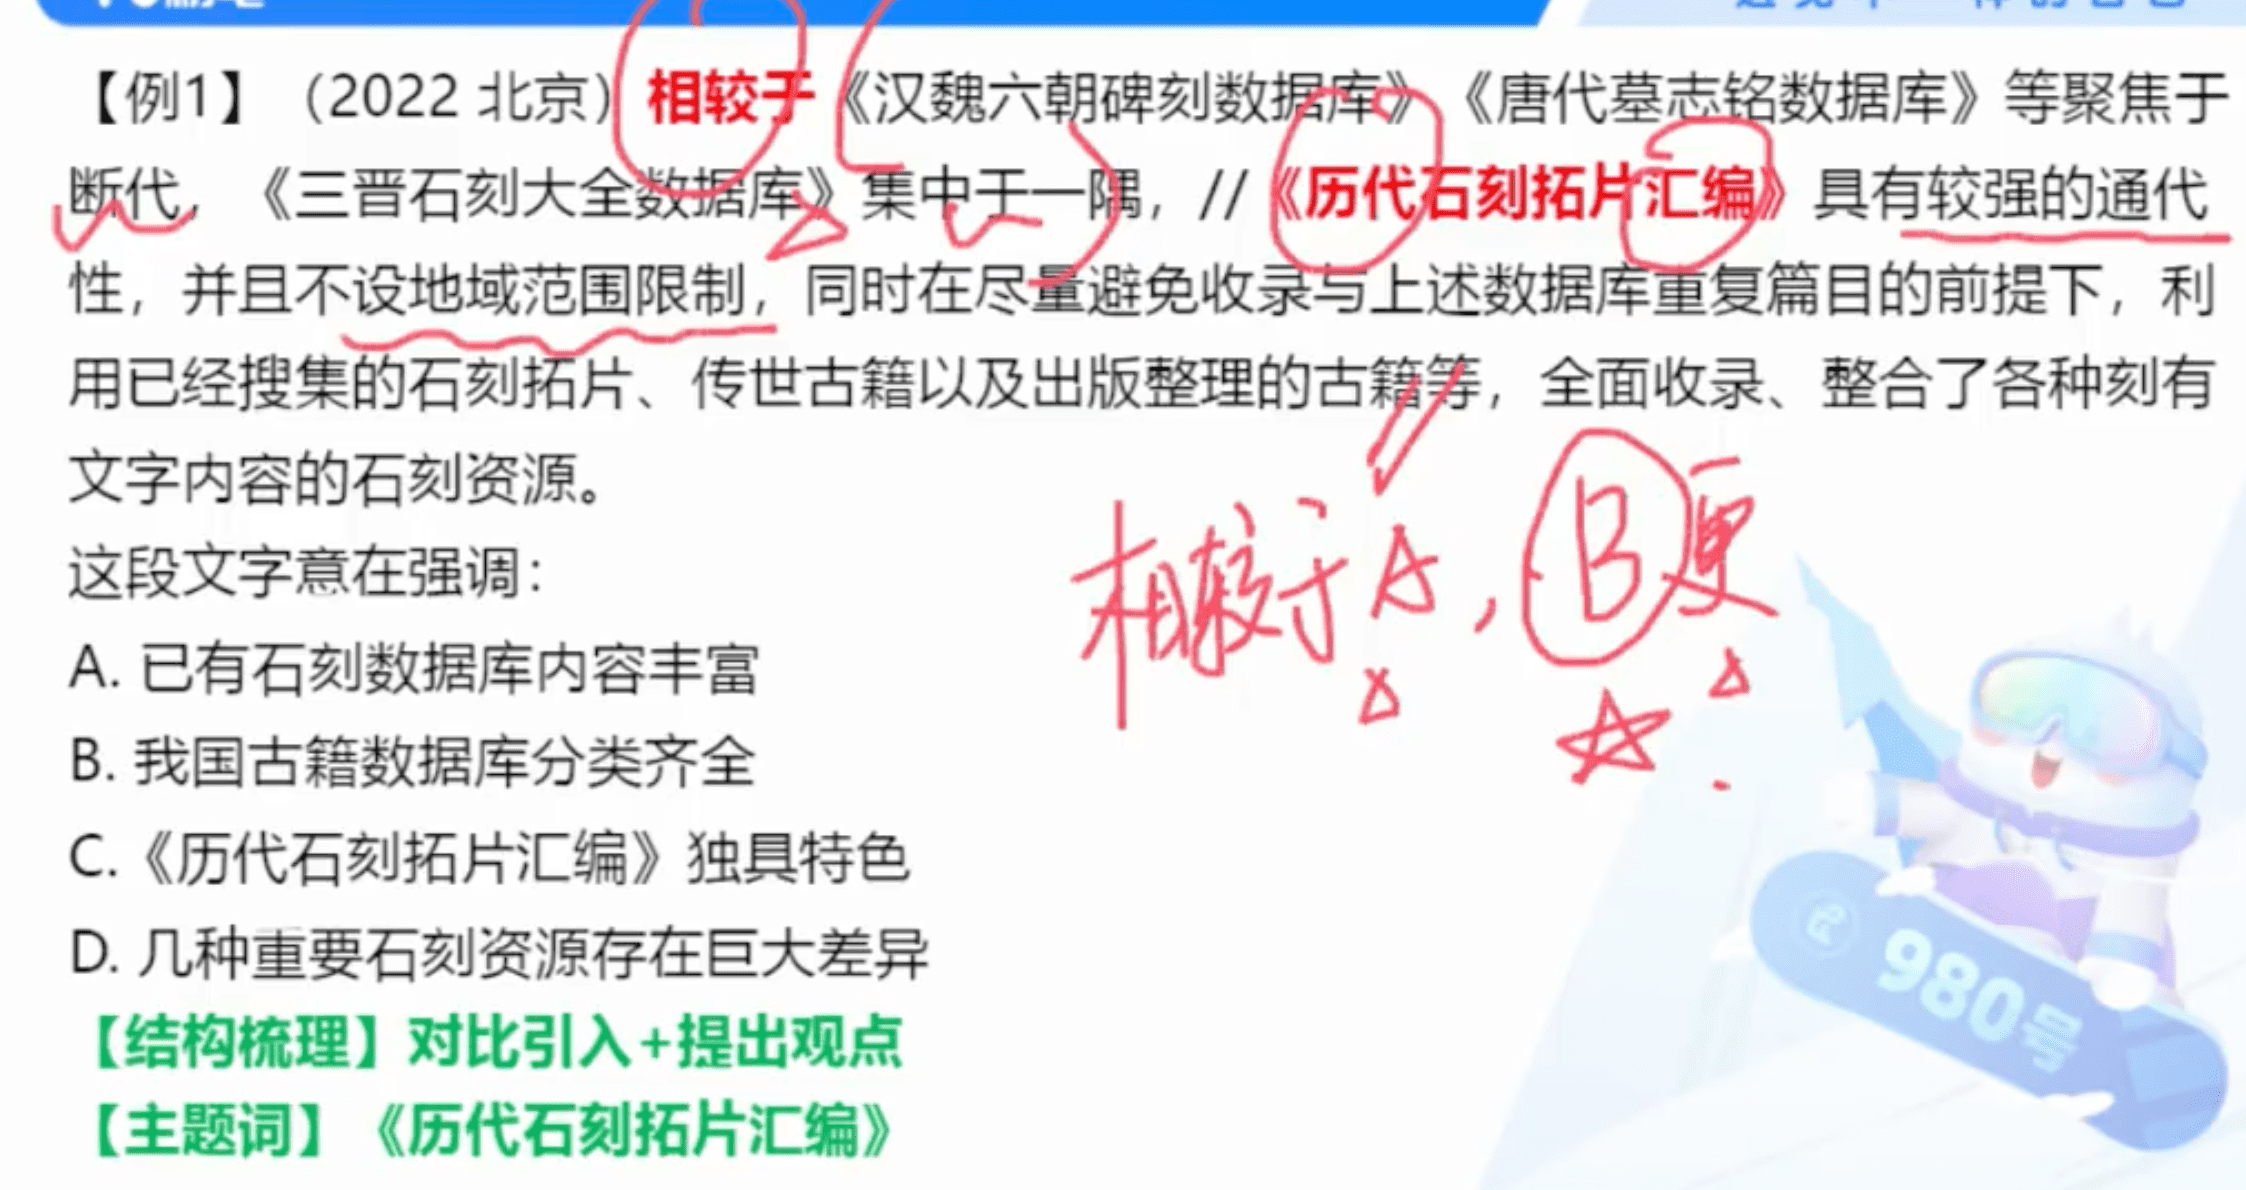 【例1】（2022 北京）相较于《汉魏六朝碑刻数据库》《唐代墓志铭数据库》等聚焦于
断代，《三晋石刻大全数据库》集中于一隅，//《历代石刻拓片汇编》具有较强的通代
性，并且不设地域范围限制，同时在尽量避免收录与上述数据库重复篇目的前提下，利
用已经搜集的石刻拓片、传世古籍以及出版整理的古籍等，全面收录、整合了各种刻有
文字内容的石刻资源。
相较于A，B更
这段文字意在强调：
A. 已有石刻数据库内容丰富
B. 我国古籍数据库分类齐全
C.《历代石刻拓片汇编》独具特色
D. 几种重要石刻资源存在巨大差异
980号
【结构梳理】对比引入+提出观点
【主题词】《历代石刻拓片汇编》